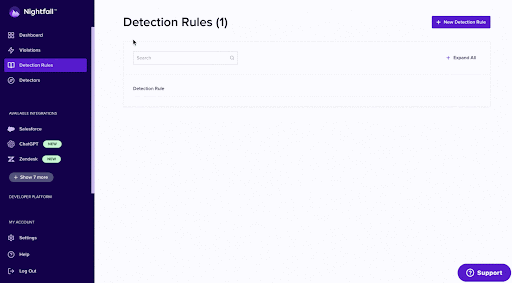 Nightfall™
Dashboard
Violations
Detection Rules
Detectors
AVAILABLE INTEGRATIONS
Salesforce
ChatGPT NEW
Zendesk NEW
+ Show 7 more
DEVELOPER PLATFORM
MY ACCOUNT
Settings
Help
Log Out
Detection Rules (1)
+ New Detection Rule
Search
+ Expand All
Detection Rule
Support